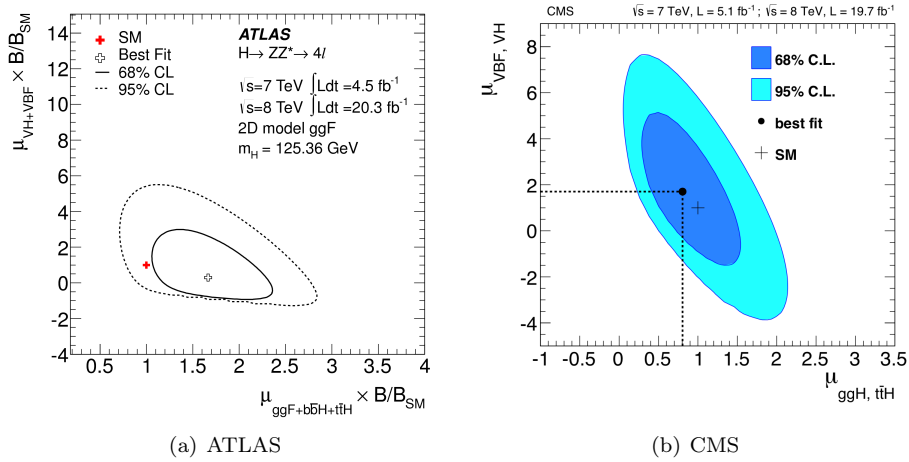 μ_VH+VBF × B/B_SM
14
12
10
8
6
4
2
0
-2
-4
SM
Best Fit
68% CL
95% CL
ATLAS
H→ ZZ*→ 4l
√s=7 TeV ∫Ldt=4.5 fb⁻¹
√s=8 TeV ∫Ldt=20.3 fb⁻¹
2D model ggF
m_H = 125.36 GeV
0.5 1 1.5 2 2.5 3 3.5 4
μ_ggF+bb̄H+tt̄H × B/B_SM
(a) ATLAS
CMS √s = 7 TeV, L = 5.1 fb⁻¹ ; √s = 8 TeV, L = 19.7 fb⁻¹
μ_VBF, VH
10
8
6
4
2
0
-2
-4
68% C.L.
95% C.L.
best fit
SM
-1 -0.5 0 0.5 1 1.5 2 2.5 3 3.5
μ_ggH, tt̄H
(b) CMS